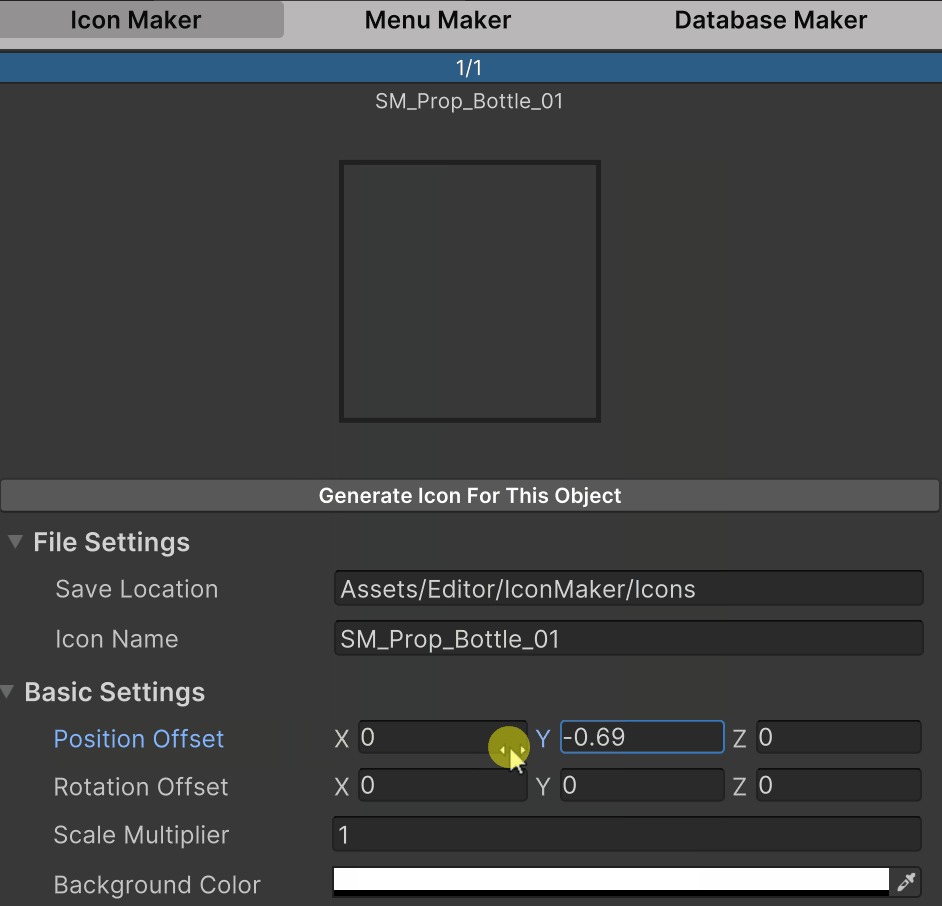 Icon Maker Menu Maker Database Maker
1/1
SM_Prop_Bottle_01
Generate Icon For This Object
File Settings
Save Location Assets/Editor/IconMaker/Icons
Icon Name SM_Prop_Bottle_01
Basic Settings
Position Offset X 0 Y -0.69 Z 0
Rotation Offset X 0 Y 0 Z 0
Scale Multiplier 1
Background Color